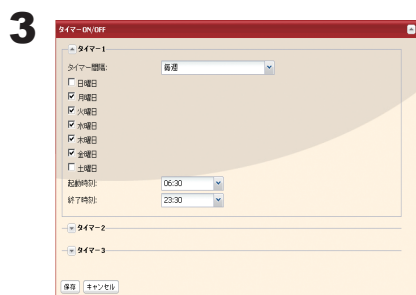 3
タイマーON/OFF
タイマー1
タイマー間隔: 毎週
日曜日
月曜日
火曜日
水曜日
木曜日
金曜日
土曜日
起動時刻: 06:30
終了時刻: 23:30
タイマー2
タイマー3
保存 キャンセル